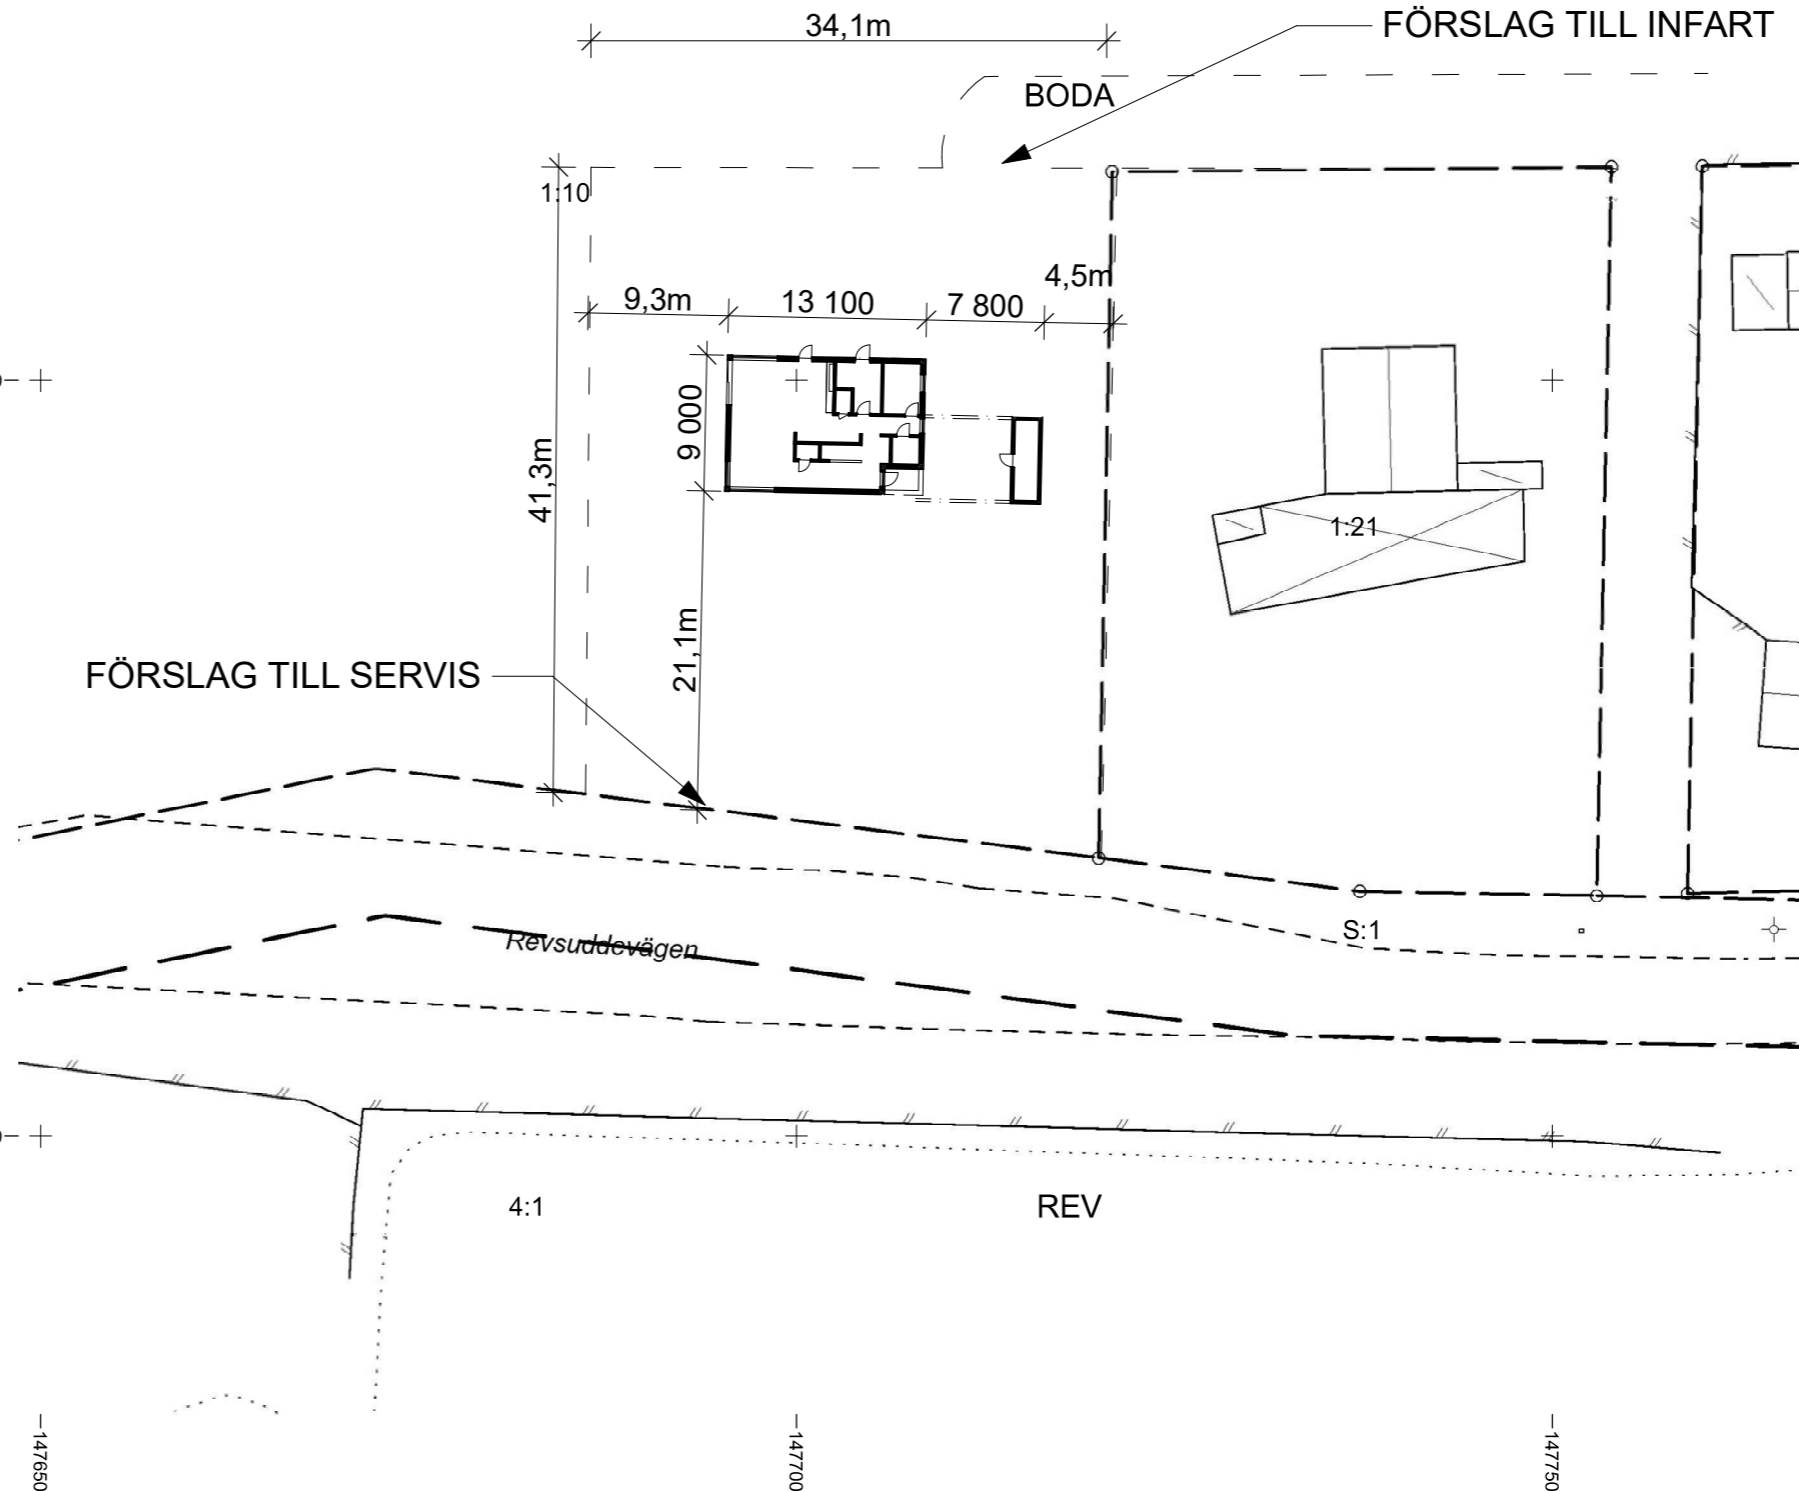 34,1m
FÖRSLAG TILL INFART
BODA
1:10
4,5m
9,3m
13 100
7 800
9 000
41,3m
1:21
21,1m
FÖRSLAG TILL SERVIS
S:1
Revsuddevägen
4:1
REV
147650
147700
147750